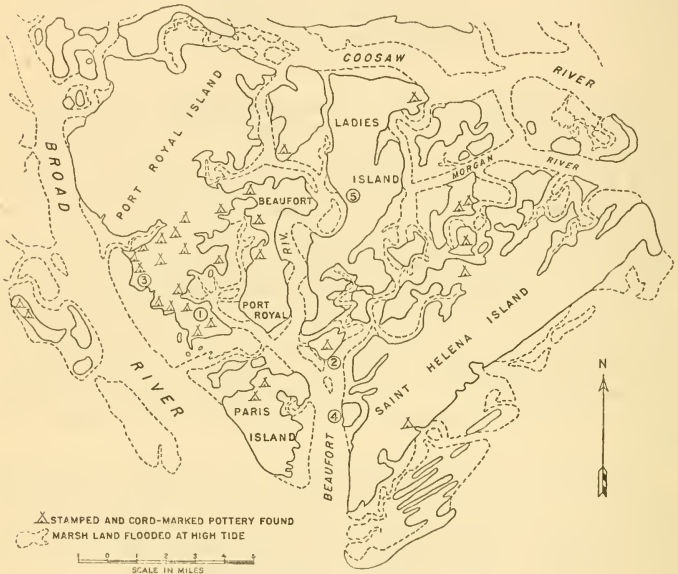 COOSAW
RIVER
BROAD
RIVER
PORT ROYAL ISLAND
LADIES
ISLAND
MORGAN
RIVER
BEAUFORT
RIV.
5
3
1
PORT
ROYAL
2
4
SAINT HELENA ISLAND
PARIS
ISLAND
BEAUFORT
N
STAMPED AND CORD-MARKED POTTERY FOUND
MARSH LAND FLOODED AT HIGH TIDE
SCALE IN MILES